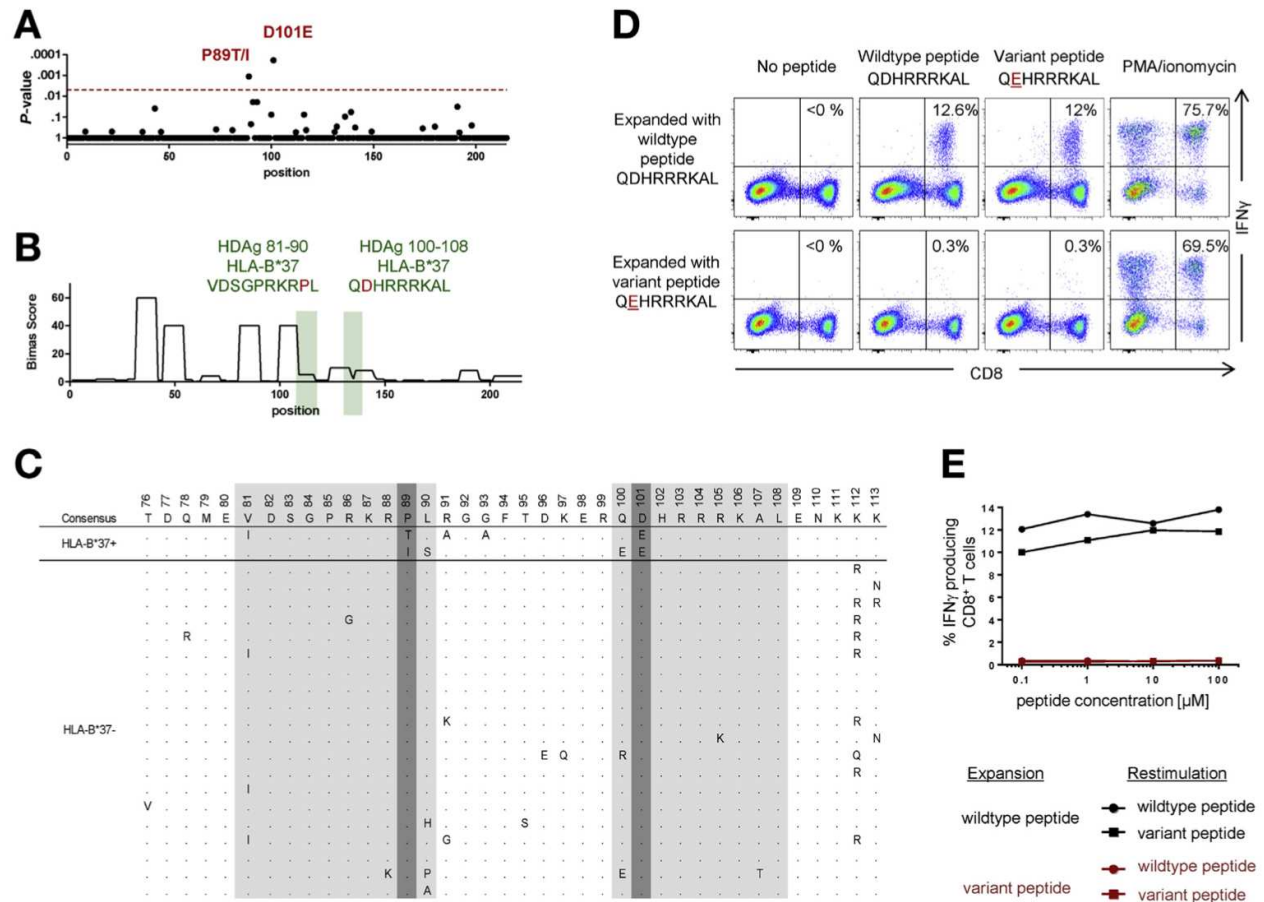 A
D101E
P89T/I
.0001
.001
.01
.1
1
P-value
0 50 100 150 200
position
B
HDAg 81-90
HLA-B*37
VDSGPRKRPL
HDAg 100-108
HLA-B*37
QDHRRRKAL
Bimas Score
60
40
20
0
0 50 100 150 200
position
C
76 77 78 79 80 81 82 83 84 85 86 87 88 89 90 91 92 93 94 95 96 97 98 99 100 101 102 103 104 105 106 107 108 109 110 111 112 113
Consensus T D Q M E V D S G P R K R P L R G G F T D K E R Q D H R R R K A L E N K K K
HLA-B*37+
I T A A E
I S E E
HLA-B*37-
R
N
R R
G R
R R
I R
K R
K N
E Q R Q
R
I
V
H S
I G R
K P E T
A
D
No peptide
Wildtype peptide
QDHRRRKAL
Variant peptide
QEHRRRKAL
PMA/ionomycin
Expanded with
wildtype
peptide
QDHRRRKAL
<0 % 12.6% 12% 75.7%
Expanded with
variant peptide
QEHRRRKAL
<0 % 0.3% 0.3% 69.5%
IFNγ
CD8
E
% IFNγ producing
CD8+ T cells
14
12
10
8
6
4
2
0
0.1 1 10 100
peptide concentration [µM]
Expansion Restimulation
wildtype peptide
wildtype peptide
variant peptide
variant peptide
wildtype peptide
variant peptide